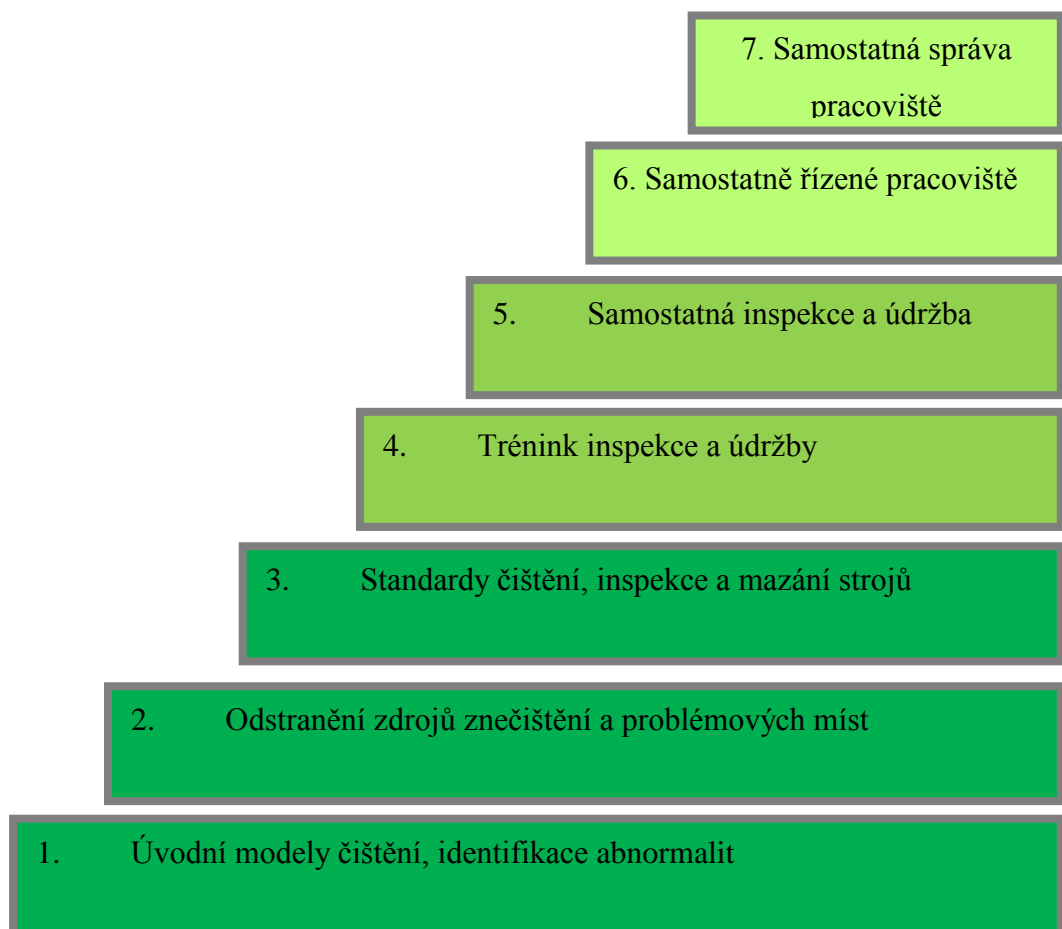 7. Samostatná správa
pracoviště
6. Samostatně řízené pracoviště
5. Samostatná inspekce a údržba
4. Trénink inspekce a údržby
3. Standardy čištění, inspekce a mazání strojů
2. Odstranění zdrojů znečištění a problémových míst
1. Úvodní modely čištění, identifikace abnormalit